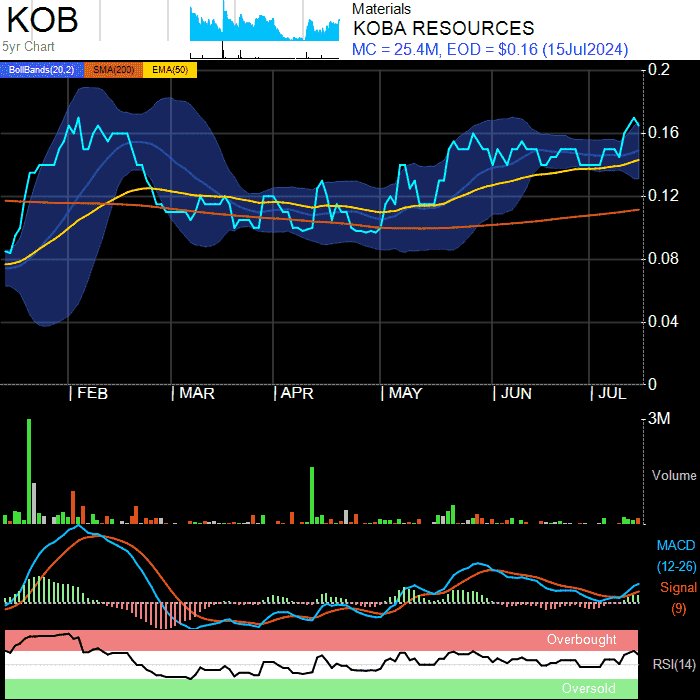 KOB
5yr Chart
Materials
KOBA RESOURCES
MC = 25.4M, EOD = $0.16 (15Jul2024)
BollBands(20,2) SMA(200) EMA(50)
0.2
0.16
0.12
0.08
0.04
0
FEB MAR APR MAY JUN JUL
3M
Volume
MACD
(12-26)
Signal
(9)
Overbought
RSI(14)
Oversold